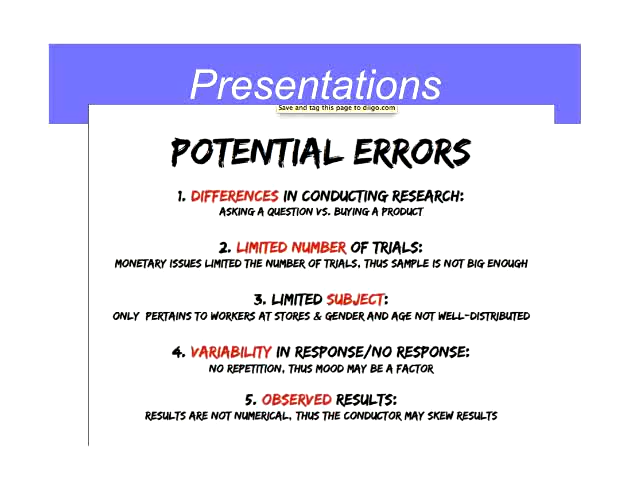 Presentations
Save and tag this page to diigo.com
POTENTIAL ERRORS
1. DIFFERENCES IN CONDUCTING RESEARCH:
ASKING A QUESTION VS. BUYING A PRODUCT
2. LIMITED NUMBER OF TRIALS:
MONETARY ISSUES LIMITED THE NUMBER OF TRIALS, THUS SAMPLE IS NOT BIG ENOUGH
3. LIMITED SUBJECT:
ONLY PERTAINS TO WORKERS AT STORES & GENDER AND AGE NOT WELL-DISTRIBUTED
4. VARIABILITY IN RESPONSE/NO RESPONSE:
NO REPETITION, THUS MOOD MAY BE A FACTOR
5. OBSERVED RESULTS:
RESULTS ARE NOT NUMERICAL, THUS THE CONDUCTOR MAY SKEW RESULTS